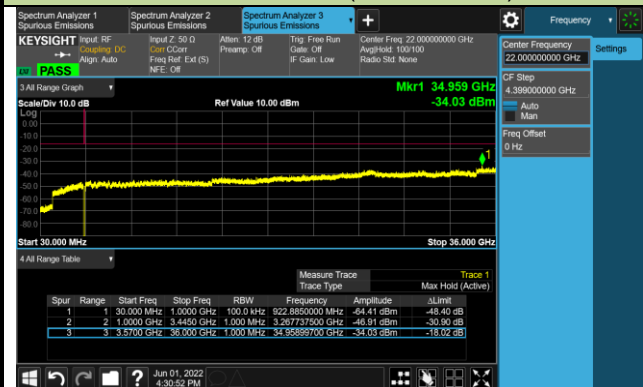 Spectrum Analyzer 1
Spurious Emissions
Spectrum Analyzer 2
Spurious Emissions
Spectrum Analyzer 3
Spurious Emissions
+
Frequency
KEYSIGHT
Input: RF
Coupling: DC
Align: Auto
Input Z: 50 Ω
Corr CCorr
Freq Ref: Ext (S)
NFE: Off
Atten: 12 dB
Preamp: Off
Trig: Free Run
Gate: Off
IF Gain: Low
Center Freq: 22.000000000 GHz
Avg|Hold: 100/100
Radio Std: None
PASS
Center Frequency
22.00000000 GHz
Settings
CF Step
4.399000000 GHz
Auto
Man
Freq Offset
0 Hz
3 All Range Graph
Mkr1 34.959 GHz
Scale/Div 10.0 dB
Ref Value 10.00 dBm
-34.03 dBm
Log
0.00
-10.0
-20.0
-30.0
-40.0
-50.0
-60.0
-70.0
-80.0
1
Start 30.000 MHz
Stop 36.000 GHz
4 All Range Table
Measure Trace Trace 1
Trace Type Max Hold (Active)
Spur Range Start Freq Stop Freq RBW Frequency Amplitude ΔLimit
1 1 30.000 MHz 1.0000 GHz 100.0 kHz 922.8850000 MHz -64.41 dBm -48.40 dB
2 2 1.0000 GHz 3.4450 GHz 1.000 MHz 3.267737500 GHz -46.91 dBm -30.90 dB
3 3 3.5700 GHz 36.000 GHz 1.000 MHz 34.95899700 GHz -34.03 dBm -18.02 dB
?
Jun 01, 2022
4:30:52 PM